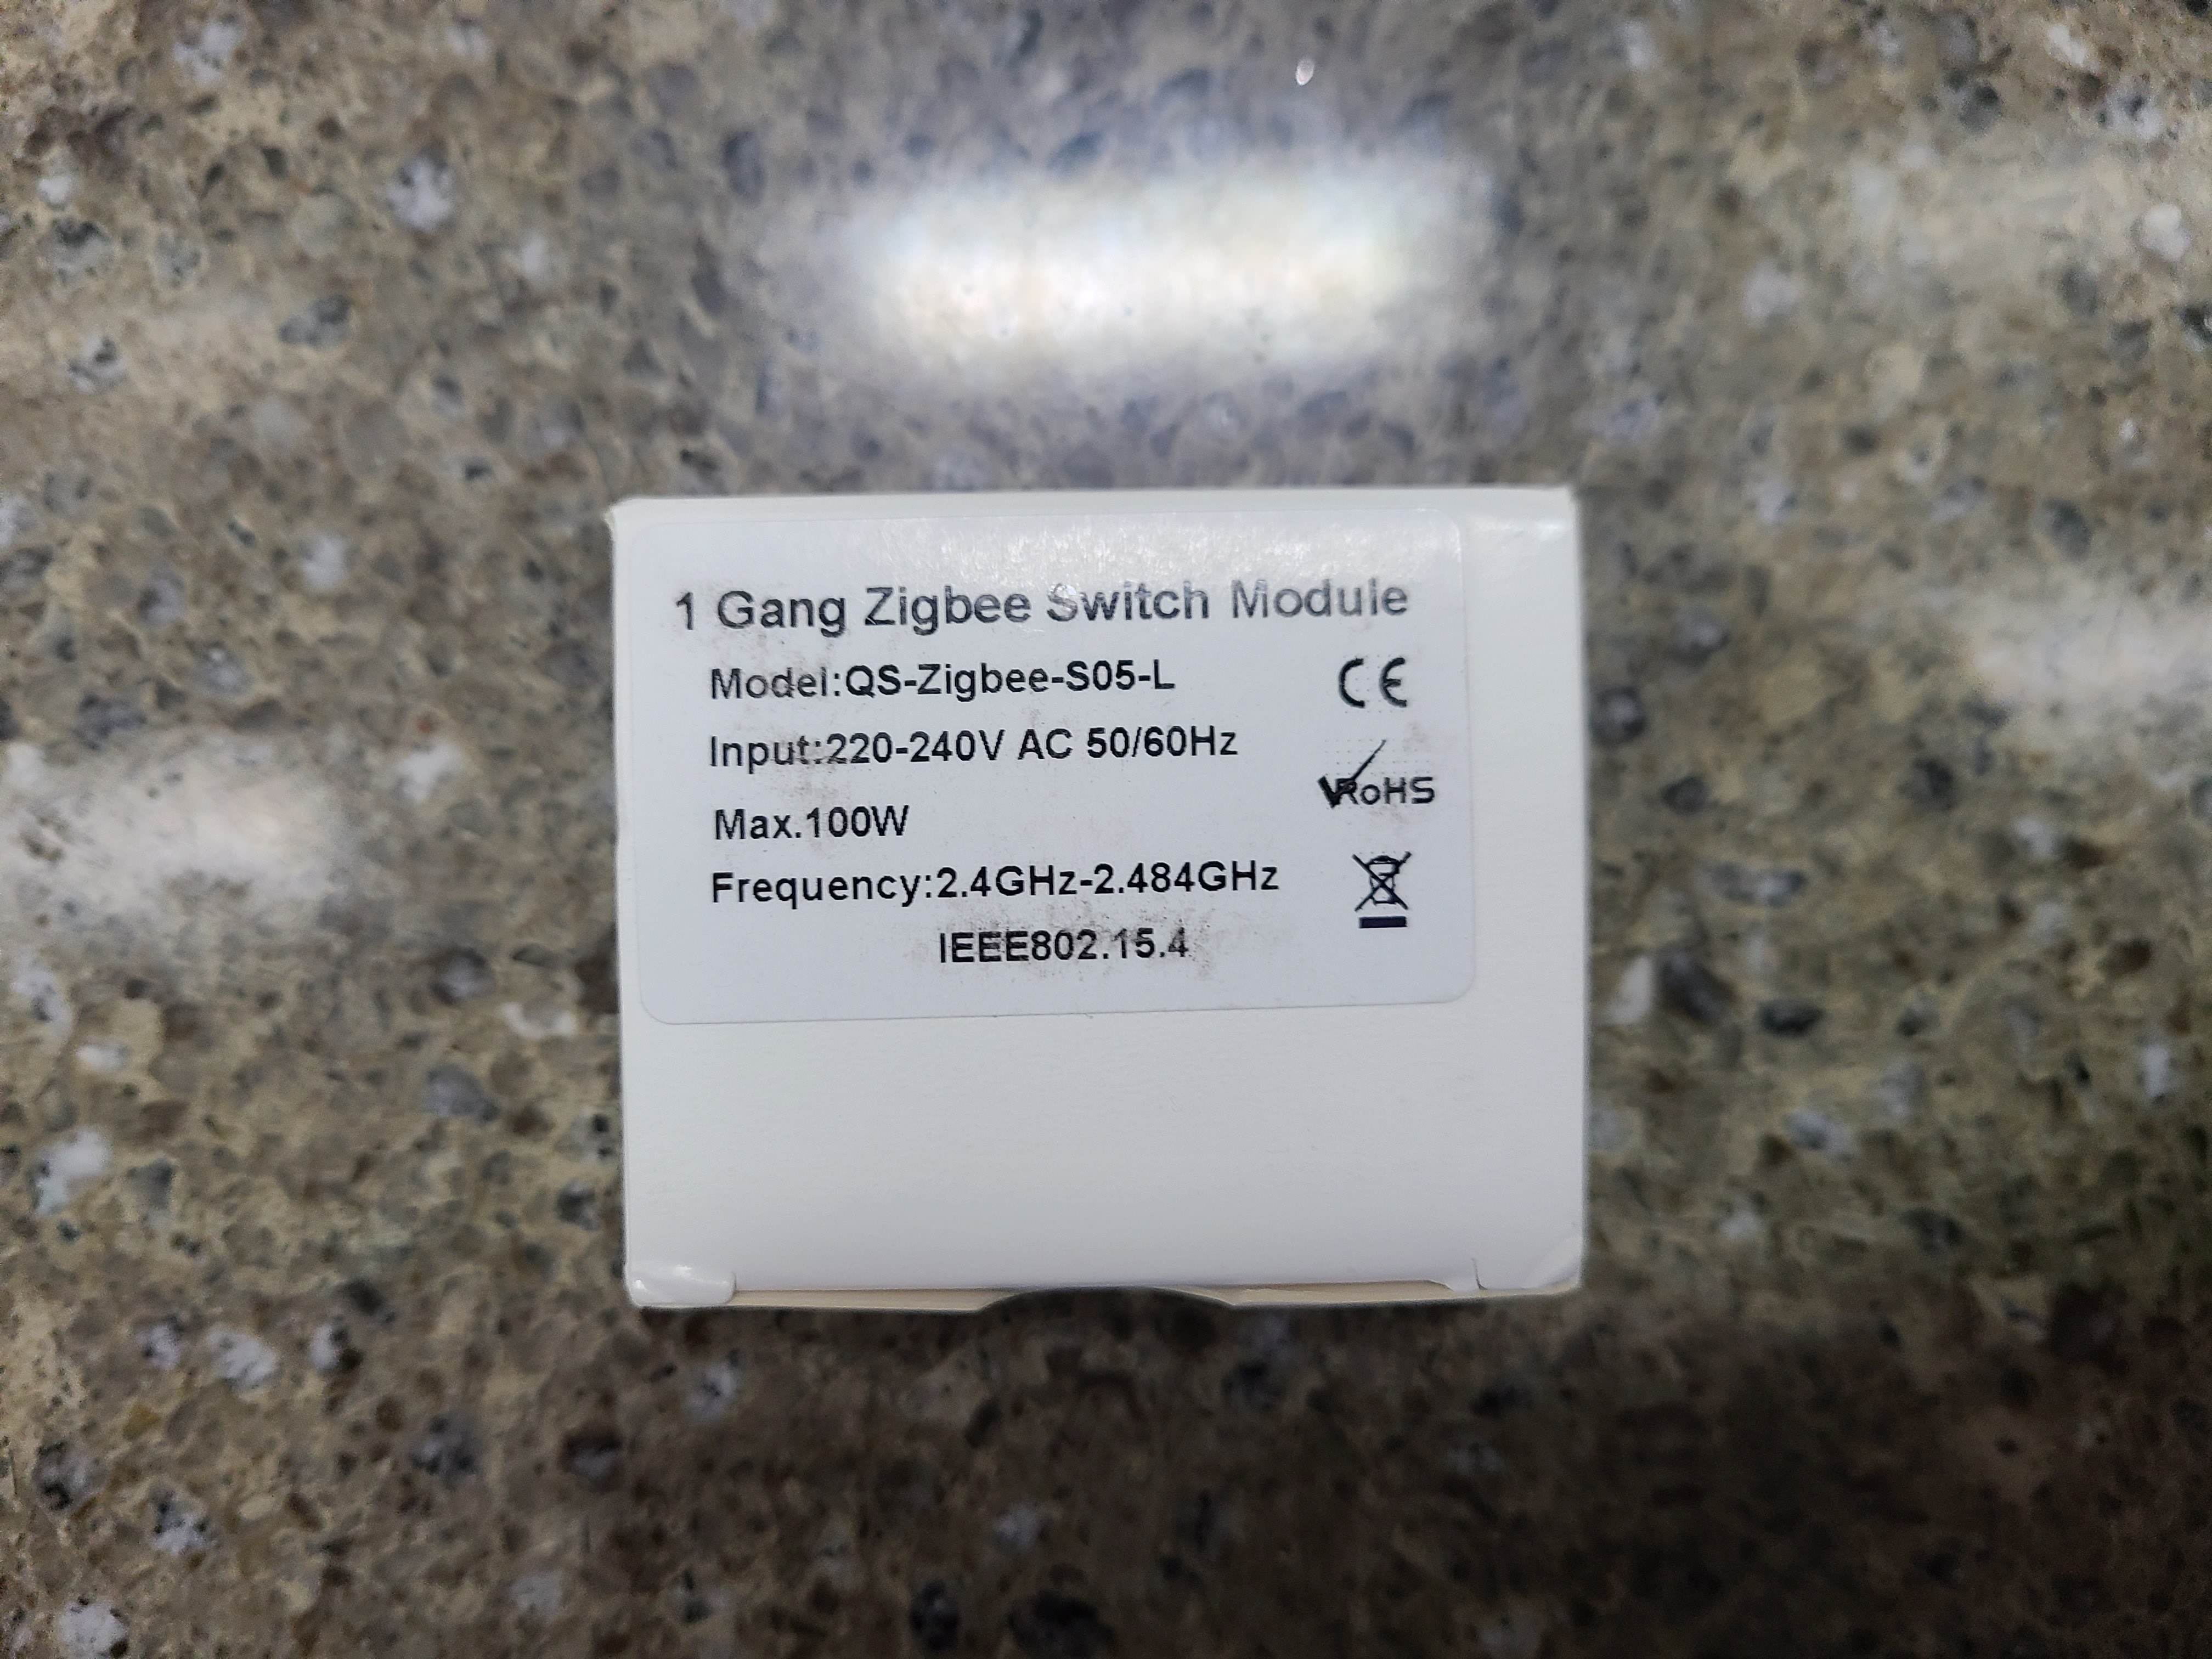 1 Gang Zigbee Switch Module
Model:QS-Zigbee-S05-L
CE
Input:220-240V AC 50/60Hz
RoHS
Max.100W
Frequency:2.4GHz-2.484GHz
IEEE802.15.4